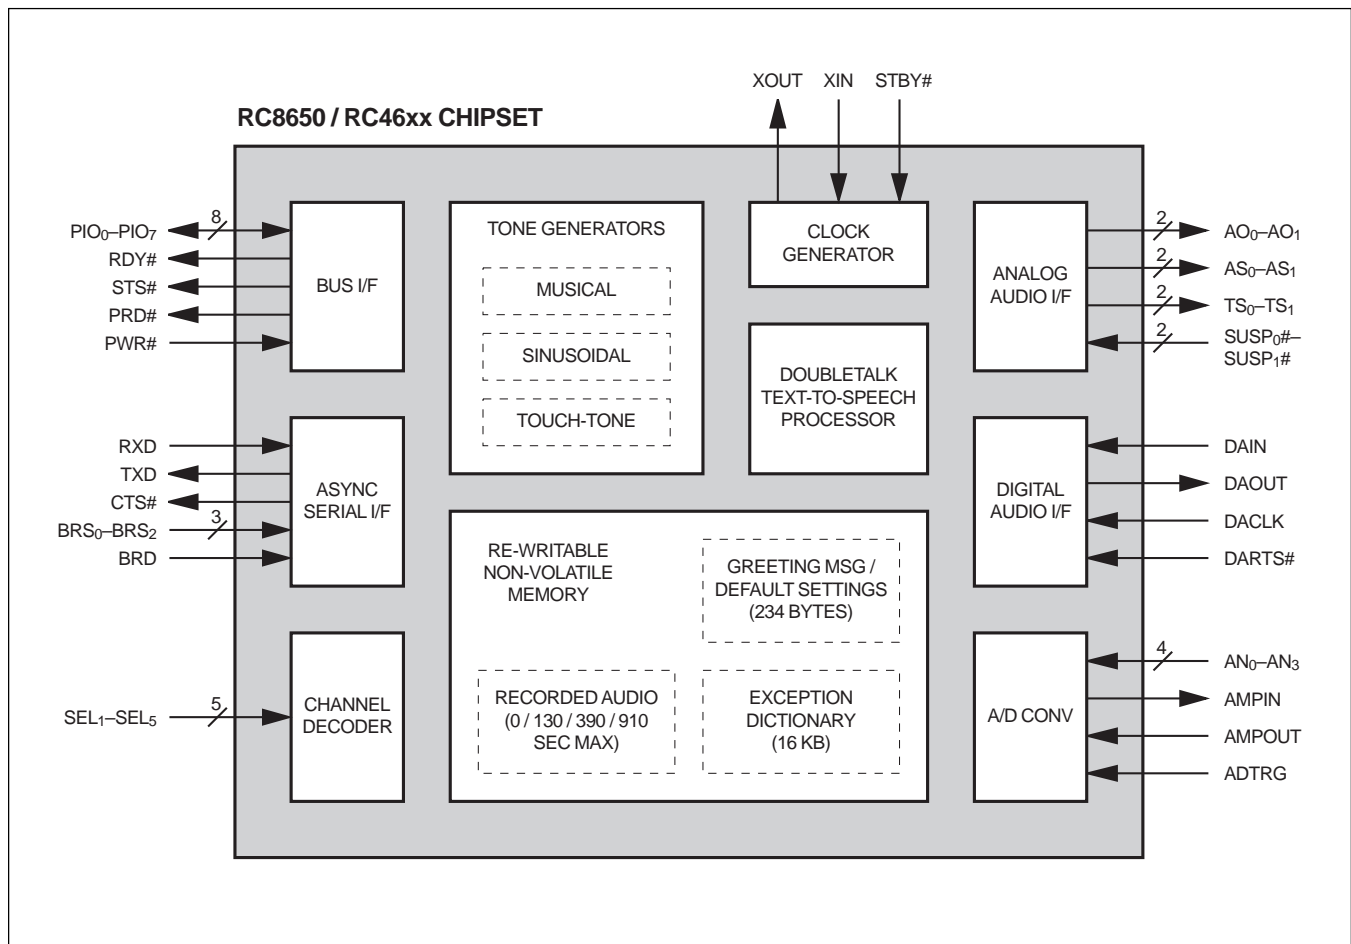 XOUT XIN STBY#
RC8650 / RC46xx CHIPSET
PIO₀–PIO₇
8
RDY#
STS#
PRD#
PWR#
BUS I/F
RXD
TXD
CTS#
BRS₀–BRS₂
3
BRD
ASYNC
SERIAL I/F
SEL₁–SEL₅
5
CHANNEL
DECODER
TONE GENERATORS
MUSICAL
SINUSOIDAL
TOUCH-TONE
CLOCK
GENERATOR
DOUBLETALK
TEXT-TO-SPEECH
PROCESSOR
RE-WRITABLE
NON-VOLATILE
MEMORY
GREETING MSG /
DEFAULT SETTINGS
(234 BYTES)
RECORDED AUDIO
(0 / 130 / 390 / 910
SEC MAX)
EXCEPTION
DICTIONARY
(16 KB)
ANALOG
AUDIO I/F
2
AO₀–AO₁
2
AS₀–AS₁
2
TS₀–TS₁
2
SUSP₀#–
SUSP₁#
DIGITAL
AUDIO I/F
DAIN
DAOUT
DACLK
DARTS#
A/D CONV
4
AN₀–AN₃
AMPIN
AMPOUT
ADTRG